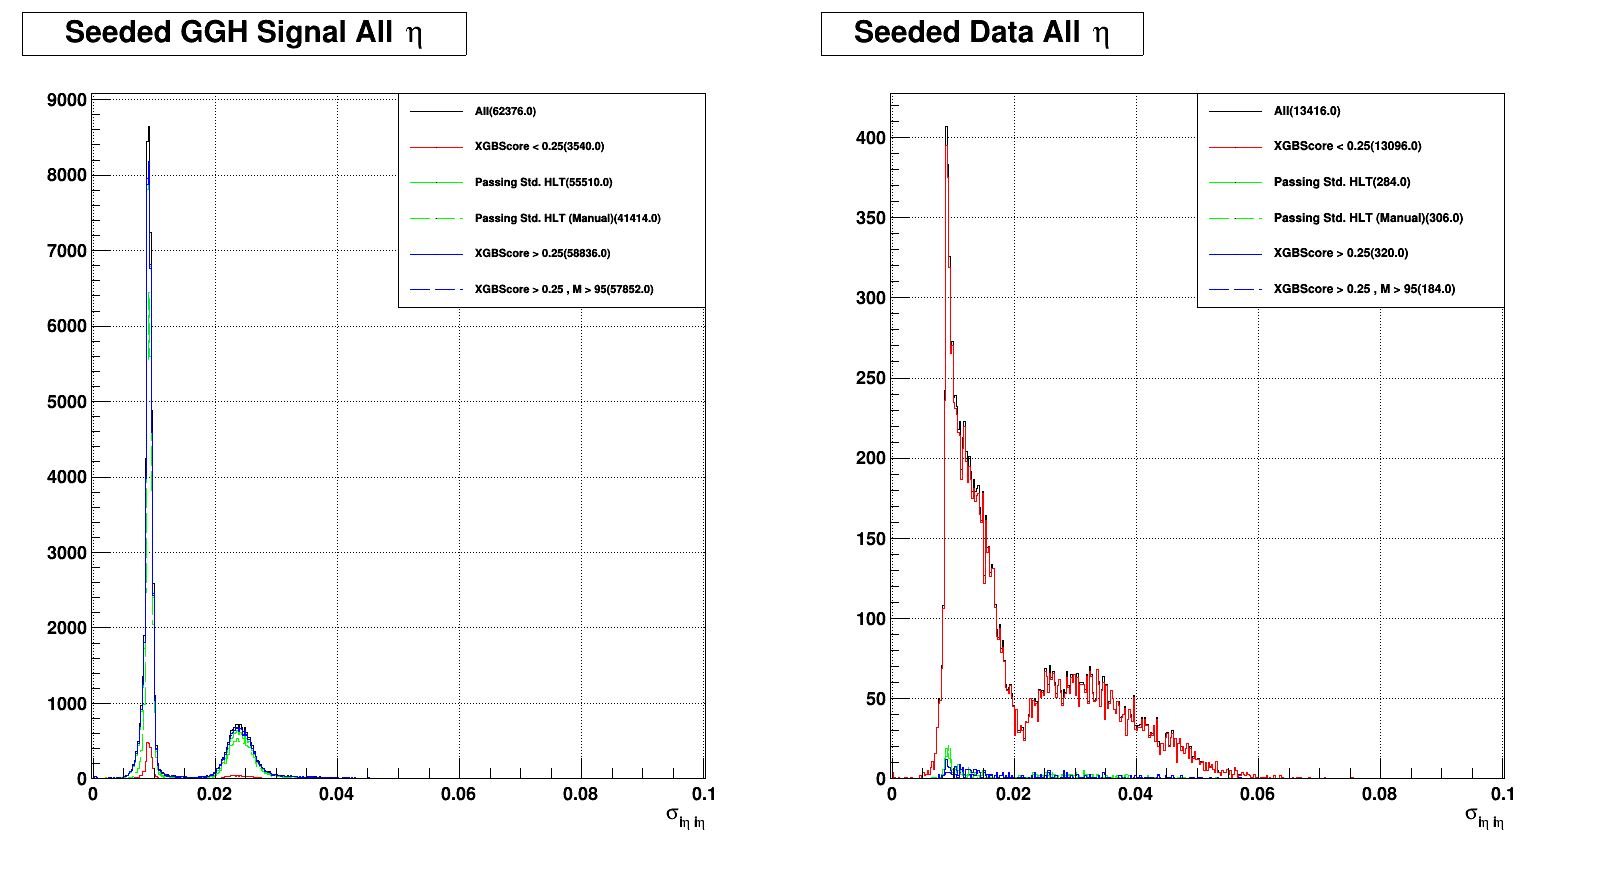 Seeded GGH Signal All η
9000
8000
7000
6000
5000
4000
3000
2000
1000
0
0 0.02 0.04 0.06 0.08 0.1
σ iη iη
All(62376.0)
XGBScore < 0.25(3540.0)
Passing Std. HLT(55510.0)
Passing Std. HLT (Manual)(41414.0)
XGBScore > 0.25(58836.0)
XGBScore > 0.25 , M > 95(57852.0)
Seeded Data All η
400
350
300
250
200
150
100
50
0
0 0.02 0.04 0.06 0.08 0.1
σ iη iη
All(13416.0)
XGBScore < 0.25(13096.0)
Passing Std. HLT(284.0)
Passing Std. HLT (Manual)(306.0)
XGBScore > 0.25(320.0)
XGBScore > 0.25 , M > 95(184.0)